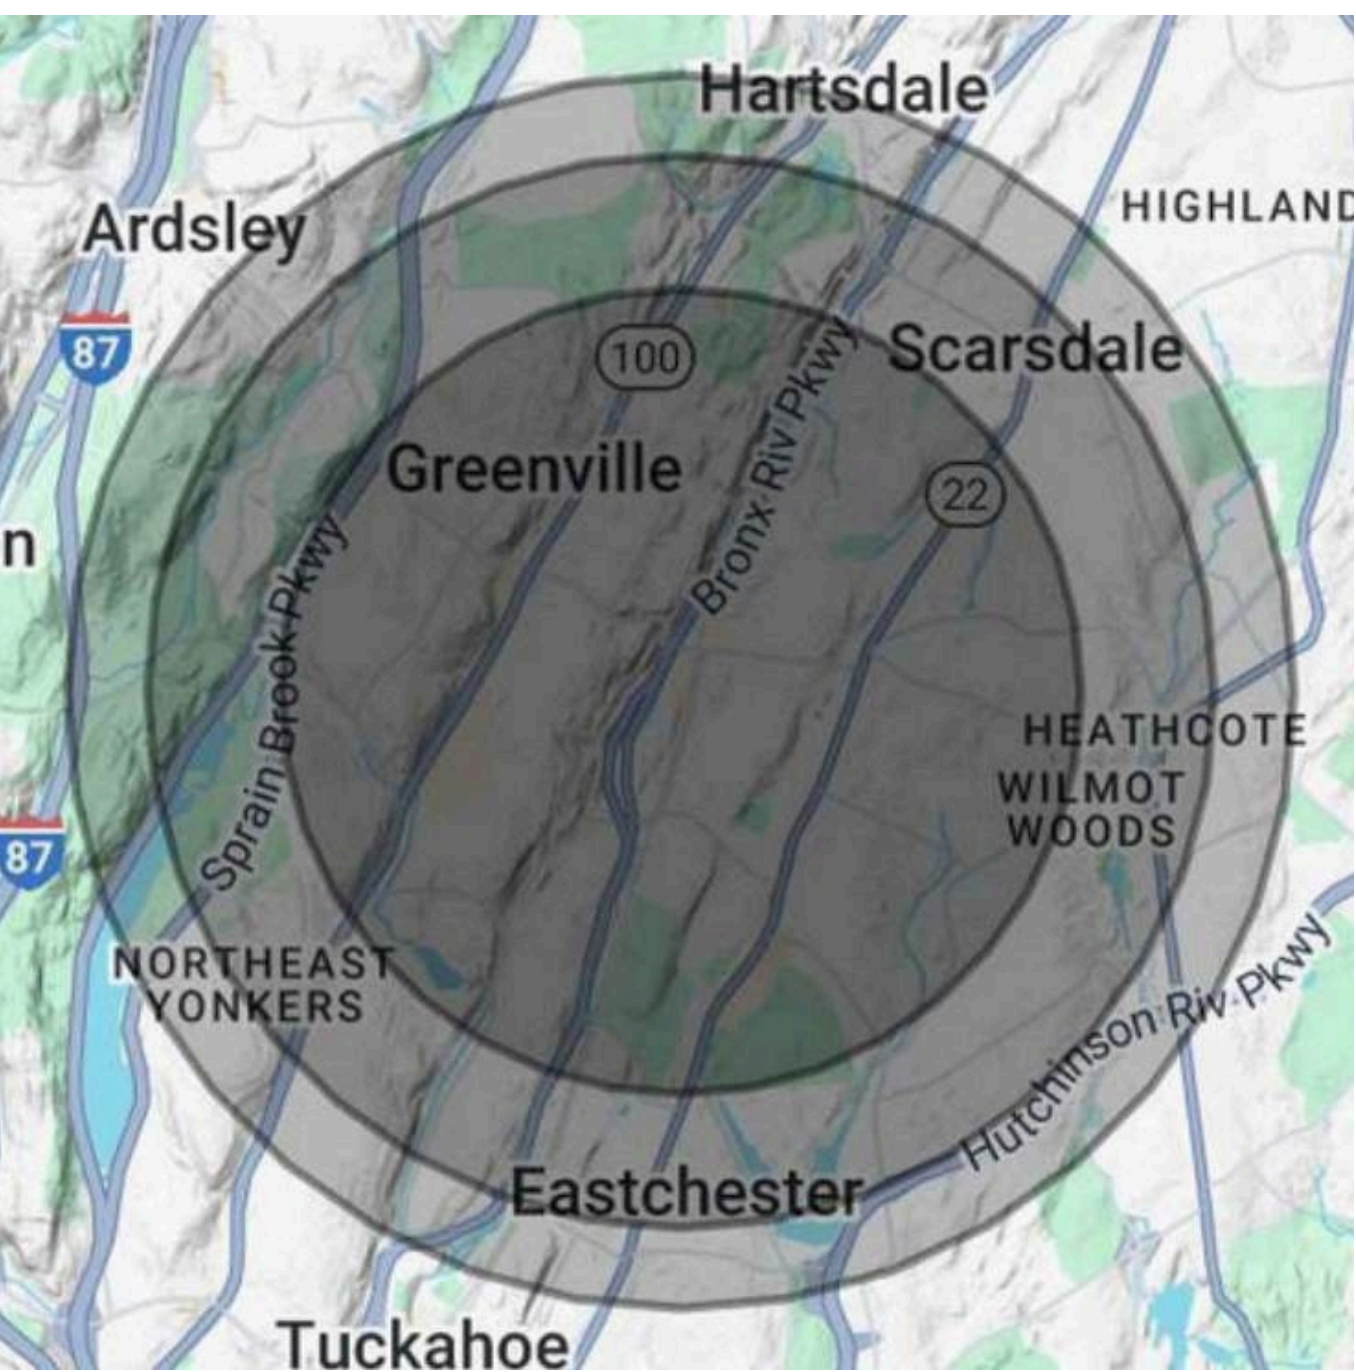 Hartsdale
HIGHLAND
Ardsley
87
100
Scarsdale
Greenville
22
Bronx Riv Pkwy
n
Sprain Brook Pkwy
HEATHCOTE
WILMOT
WOODS
87
NORTHEAST
YONKERS
Hutchinson Riv Pkwy
Eastchester
Tuckahoe